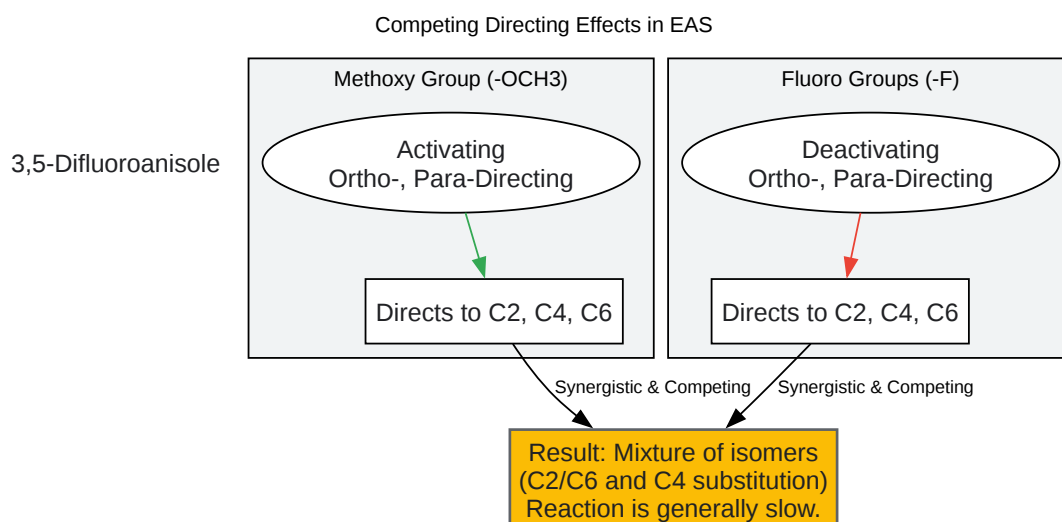 Competing Directing Effects in EAS
3,5-Difluoroanisole
Methoxy Group (-OCH3)
Activating
Ortho-, Para-Directing
Directs to C2, C4, C6
Fluoro Groups (-F)
Deactivating
Ortho-, Para-Directing
Directs to C2, C4, C6
Synergistic & Competing
Synergistic & Competing
Result: Mixture of isomers
(C2/C6 and C4 substitution)
Reaction is generally slow.